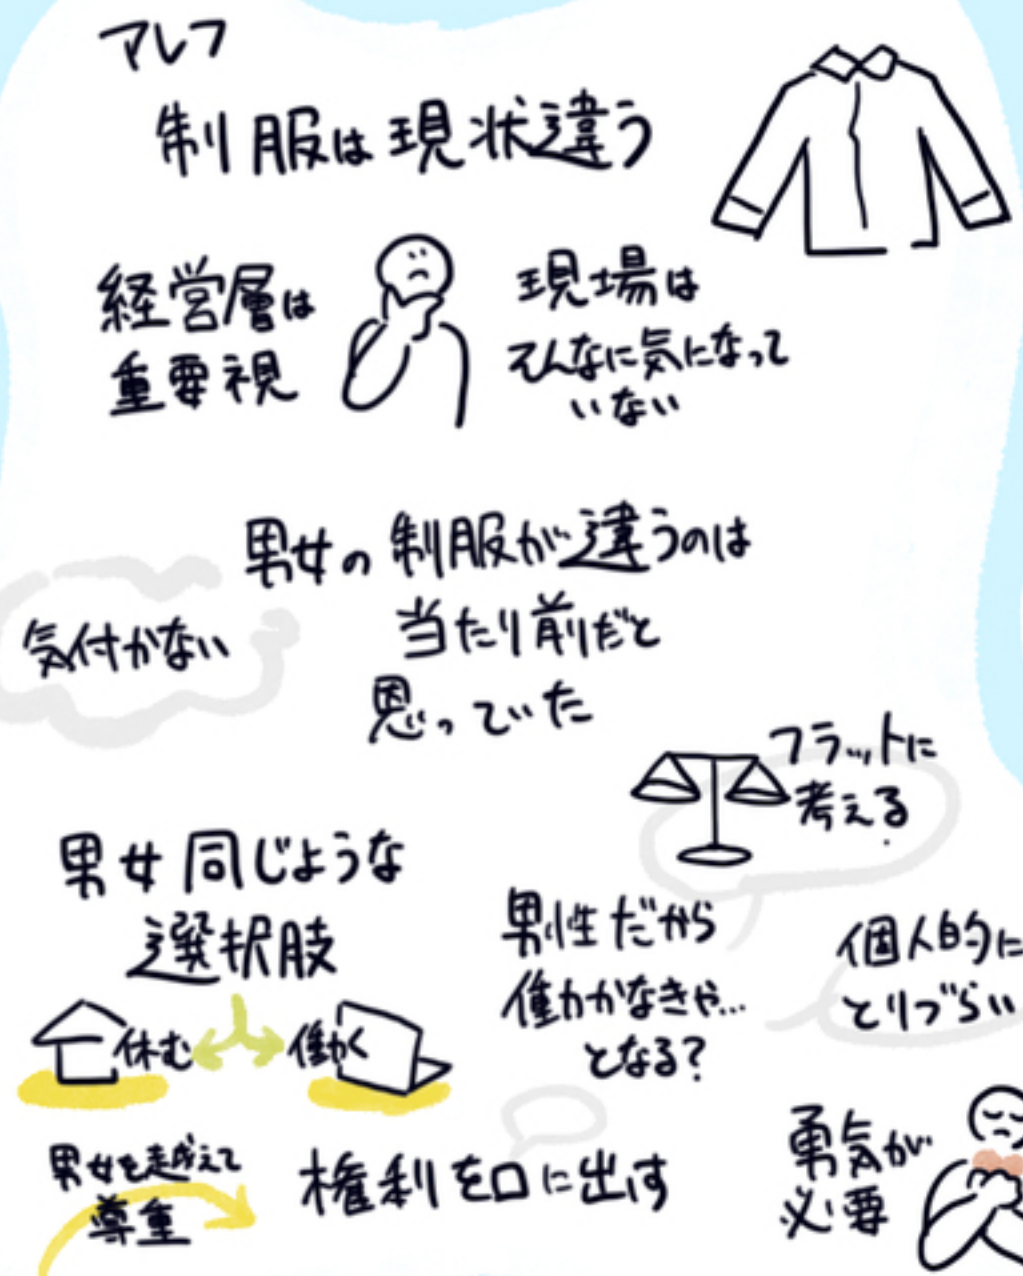 アレフ
制服は現状違う
経営層は
重要視
現場は
そんなに気になって
いない
男女の制服が違うのは
当たり前だと
思っていた
気付かない
フラットに
考える
男女同じような
選択肢
休む
働く
男性だから
働かなきゃ…
となる?
個人的に
とりづらい
男女を越えて
尊重
権利を口に出す
勇気が
必要